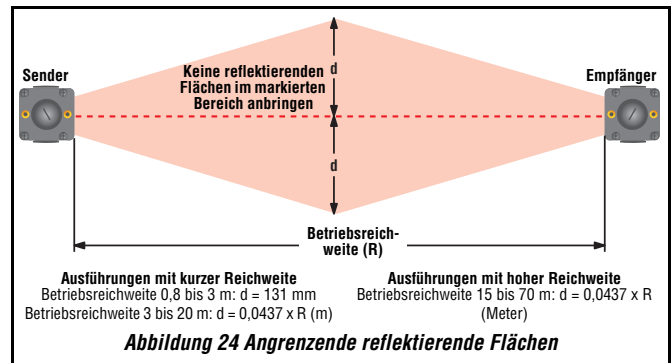 Sender
Keine reflektierenden
Flächen im markierten
Bereich anbringen
d
Empfänger
d
Betriebsreich-
weite (R)
Ausführungen mit kurzer Reichweite
Betriebsreichweite 0,8 bis 3 m: d = 131 mm
Betriebsreichweite 3 bis 20 m: d = 0,0437 x R (m)
Ausführungen mit hoher Reichweite
Betriebsreichweite 15 bis 70 m: d = 0,0437 x R
(Meter)
Abbildung 24 Angrenzende reflektierende Flächen